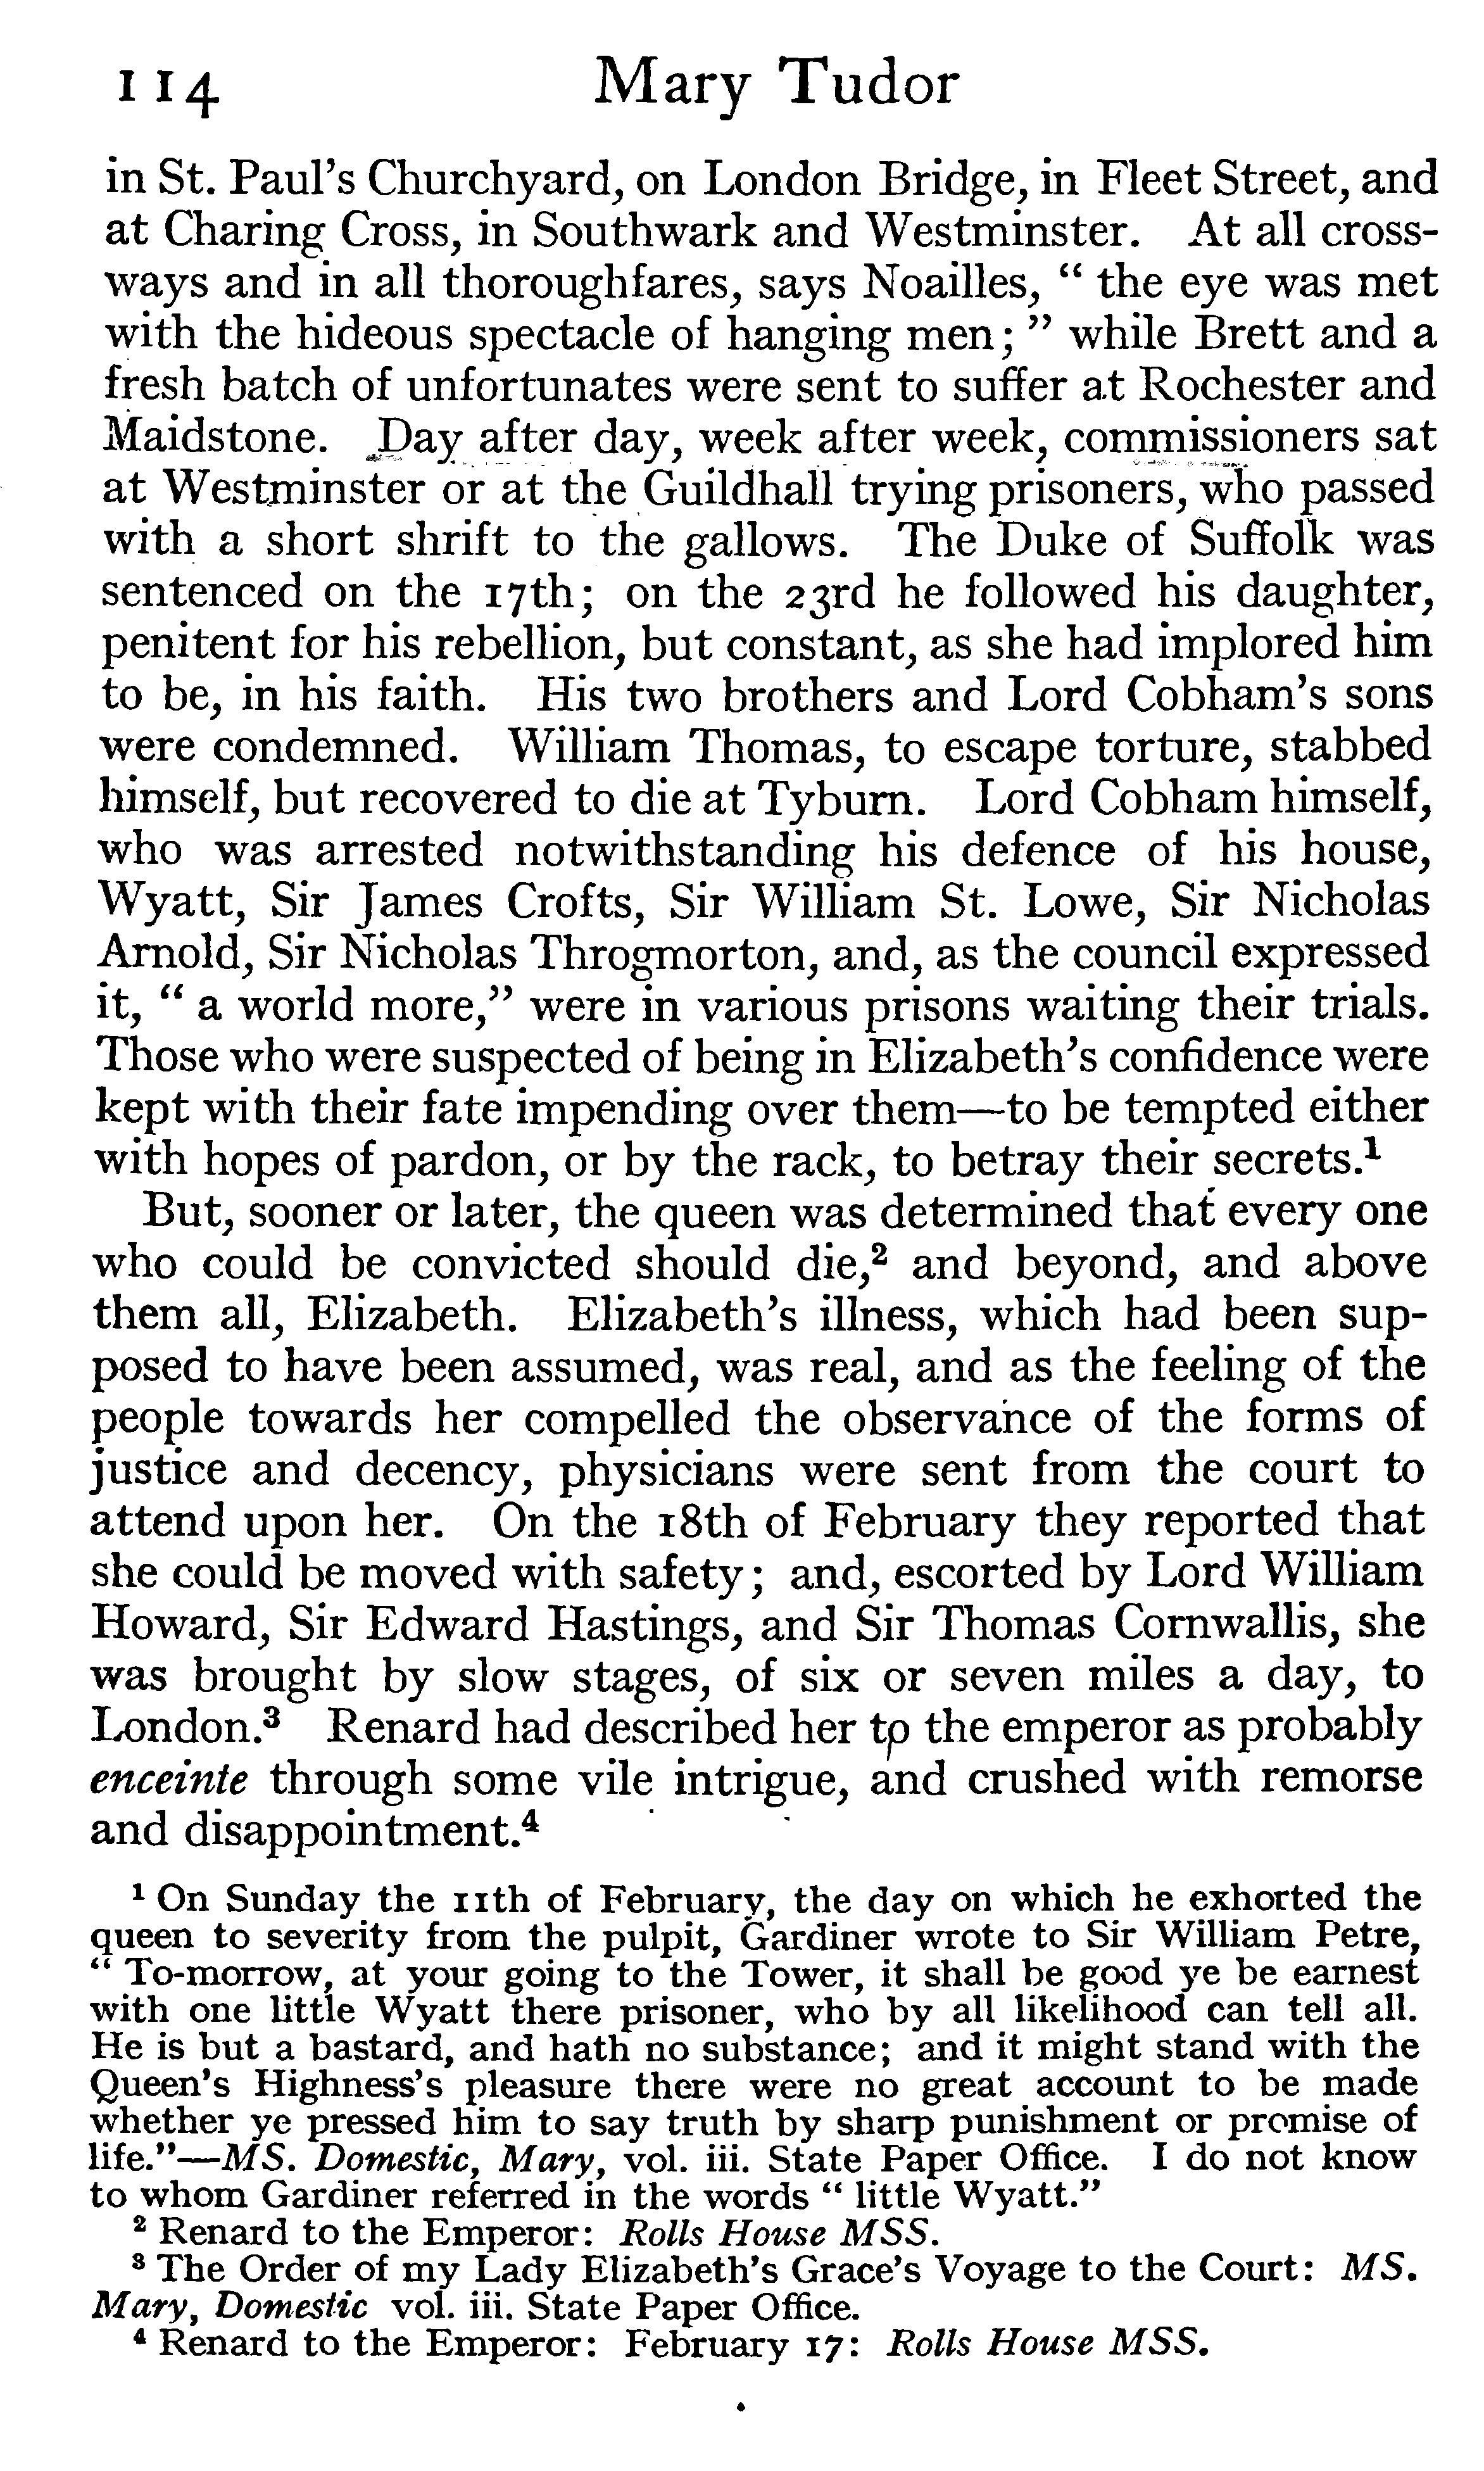 114 Mary Tudor
in St. Paul's Churchyard, on London Bridge, in Fleet Street, and
at Charing Cross, in Southwark and Westminster. At all cross-
ways and in all thoroughfares, says Noailles, “ the eye was met
with the hideous spectacle of hanging men; ” while Brett and a
fresh batch of unfortunates were sent to suffer at Rochester and
Maidstone. Day after day, week after week, commissioners sat
at Westminster or at the Guildhall trying prisoners, who passed
with a short shrift to the gallows. The Duke of Suffolk was
sentenced on the 17th; on the 23rd he followed his daughter,
penitent for his rebellion, but constant, as she had implored him
to be, in his faith. His two brothers and Lord Cobham's sons
were condemned. William Thomas, to escape torture, stabbed
himself, but recovered to die at Tyburn. Lord Cobham himself,
who was arrested notwithstanding his defence of his house,
Wyatt, Sir James Crofts, Sir William St. Lowe, Sir Nicholas
Arnold, Sir Nicholas Throgmorton, and, as the council expressed
it, “ a world more,” were in various prisons waiting their trials.
Those who were suspected of being in Elizabeth's confidence were
kept with their fate impending over them—to be tempted either
with hopes of pardon, or by the rack, to betray their secrets.¹
But, sooner or later, the queen was determined that every one
who could be convicted should die,² and beyond, and above
them all, Elizabeth. Elizabeth's illness, which had been sup-
posed to have been assumed, was real, and as the feeling of the
people towards her compelled the observance of the forms of
justice and decency, physicians were sent from the court to
attend upon her. On the 18th of February they reported that
she could be moved with safety; and, escorted by Lord William
Howard, Sir Edward Hastings, and Sir Thomas Cornwallis, she
was brought by slow stages, of six or seven miles a day, to
London.³ Renard had described her to the emperor as probably
enceinte through some vile intrigue, and crushed with remorse
and disappointment.⁴
¹ On Sunday the 11th of February, the day on which he exhorted the
queen to severity from the pulpit, Gardiner wrote to Sir William Petre,
“ To-morrow, at your going to the Tower, it shall be good ye be earnest
with one little Wyatt there prisoner, who by all likelihood can tell all.
He is but a bastard, and hath no substance; and it might stand with the
Queen's Highness's pleasure there were no great account to be made
whether ye pressed him to say truth by sharp punishment or promise of
life.”—MS. Domestic, Mary, vol. iii. State Paper Office. I do not know
to whom Gardiner referred in the words “ little Wyatt.”
² Renard to the Emperor: Rolls House MSS.
³ The Order of my Lady Elizabeth's Grace's Voyage to the Court: MS.
Mary, Domestic vol. iii. State Paper Office.
⁴ Renard to the Emperor: February 17: Rolls House MSS.